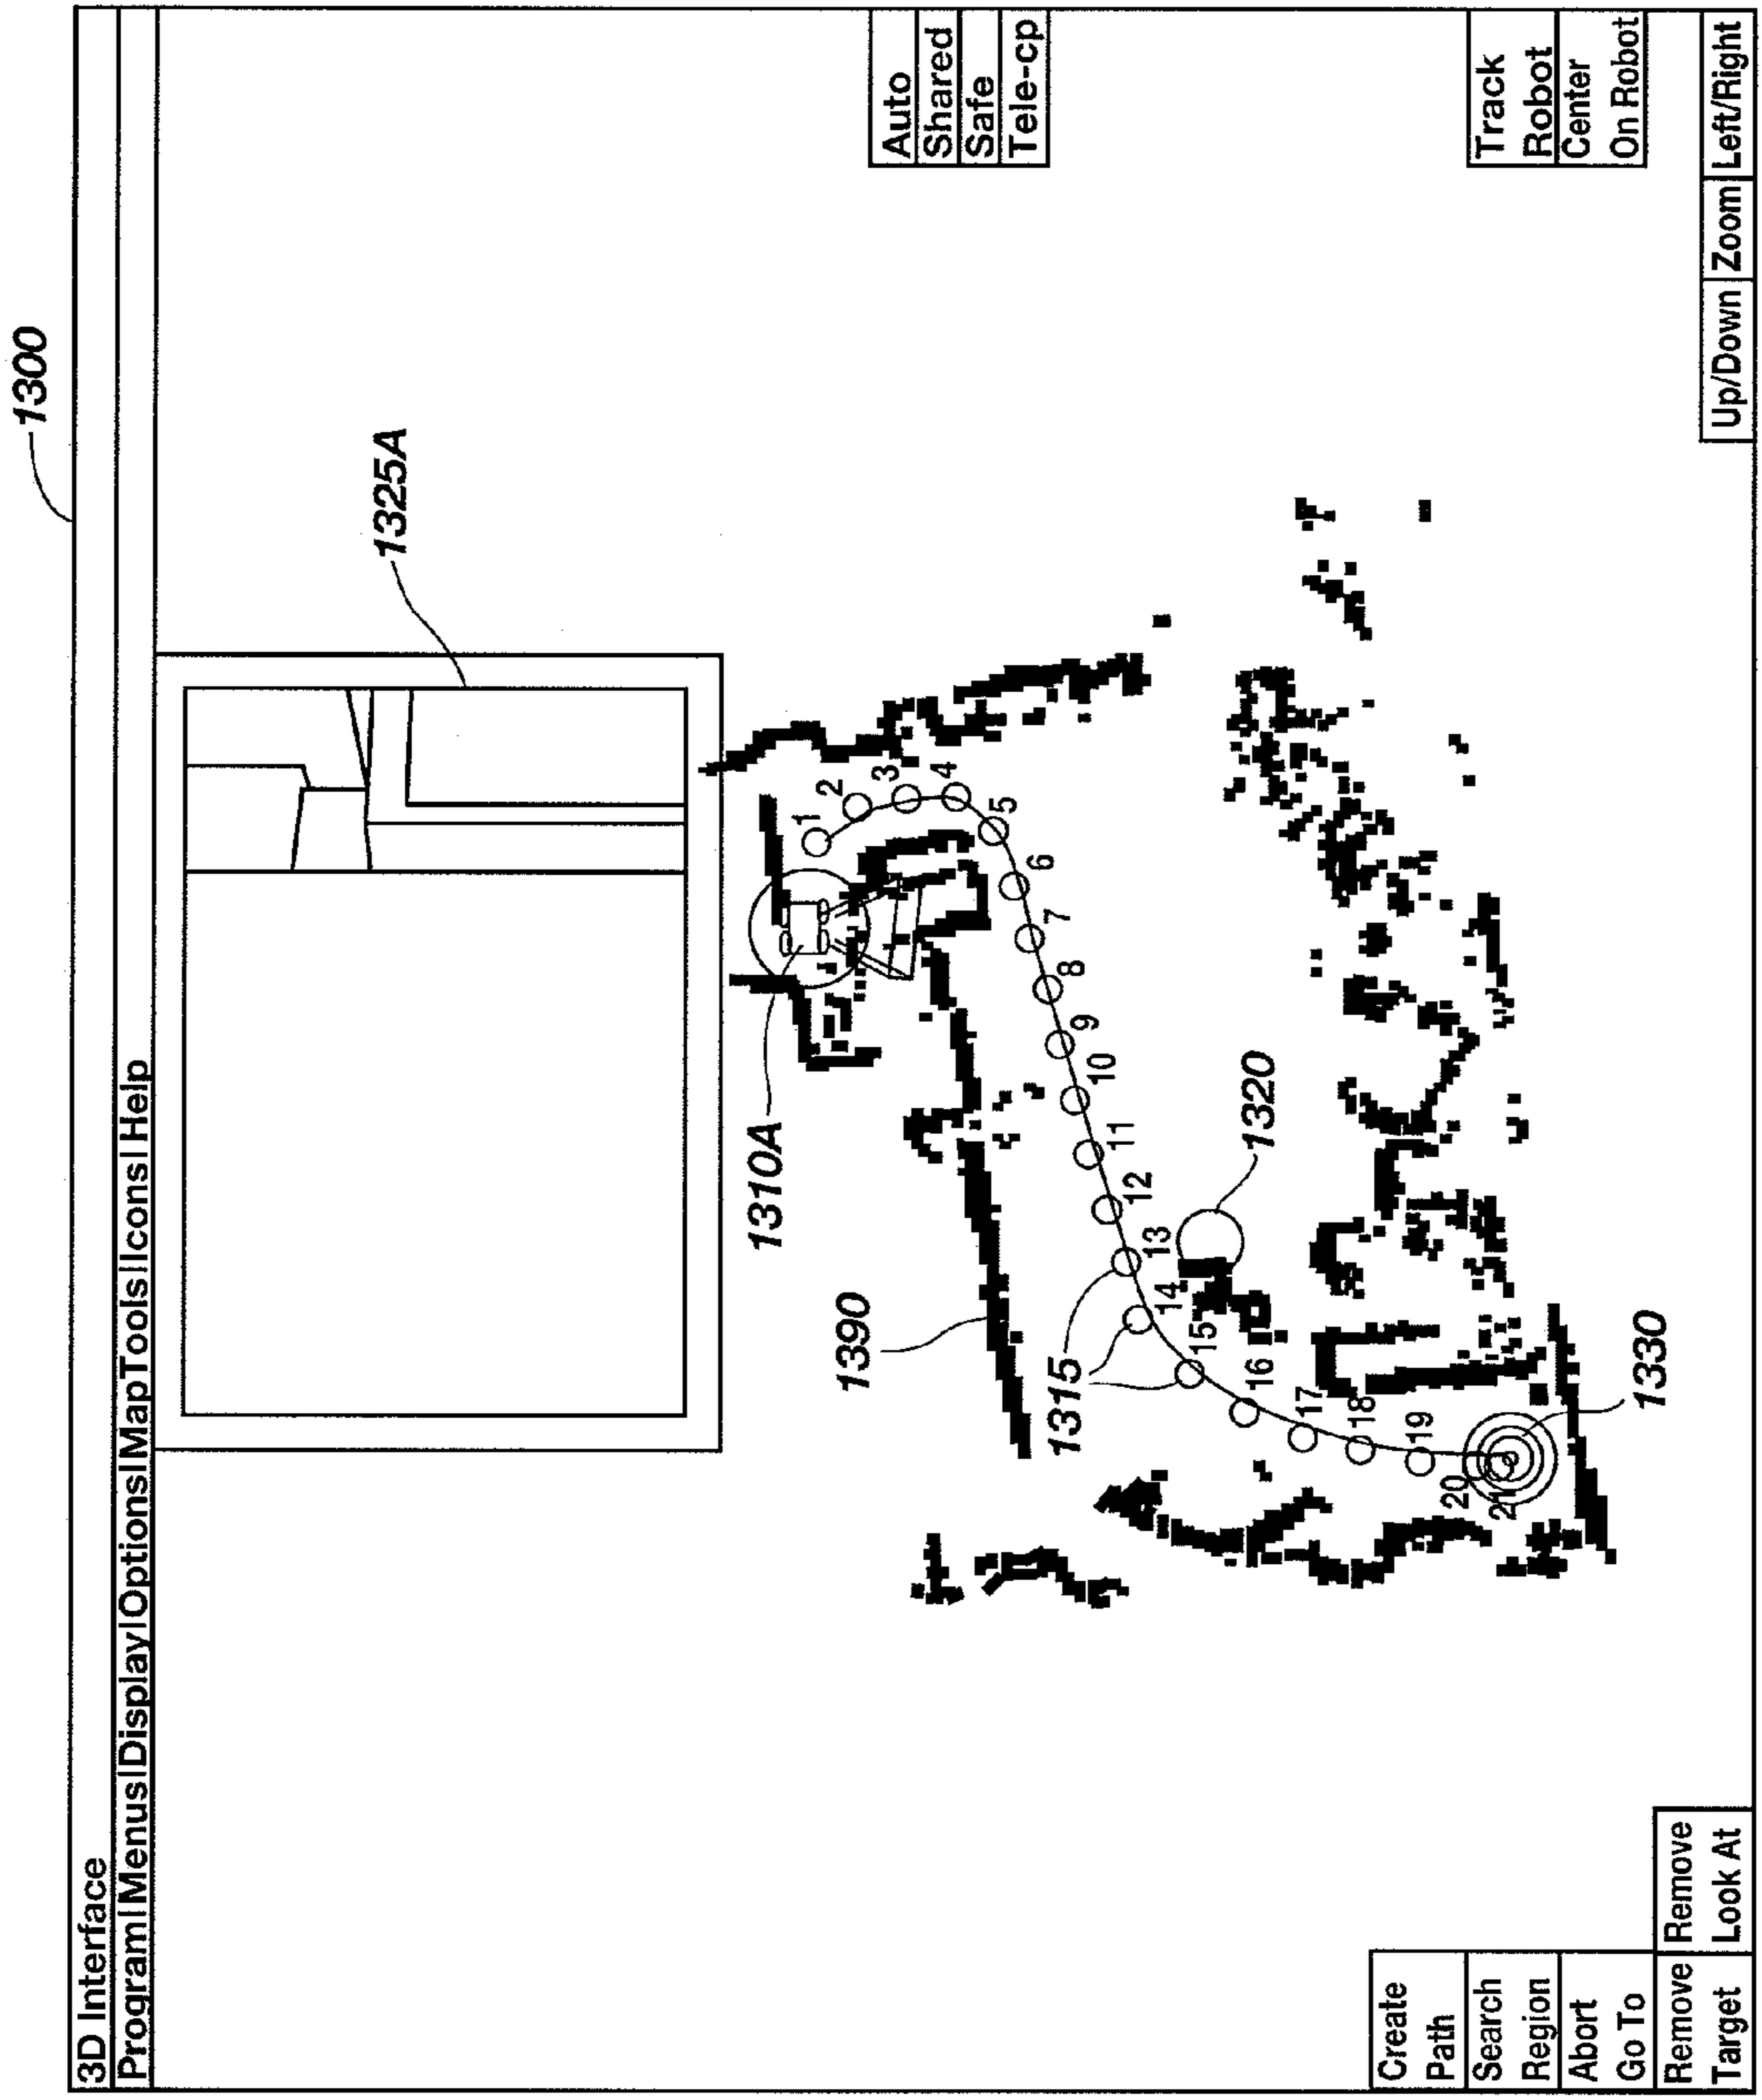 1300
3D Interface
Program|Menus|Display|Options|MapTools|Icons|Help
1325A
1310A
1
2
3
4
5
6
7
8
9
10
11
12
13
14
15
16
17
18
19
20
21
1390
1315
1320
1330
Auto
Shared
Safe
Tele-cp
Track
Robot
Center
On Robot
Create
Path
Search
Region
Abort
Go To
Remove
Target
Remove
Look At
Up/Down
Zoom
Left/Right